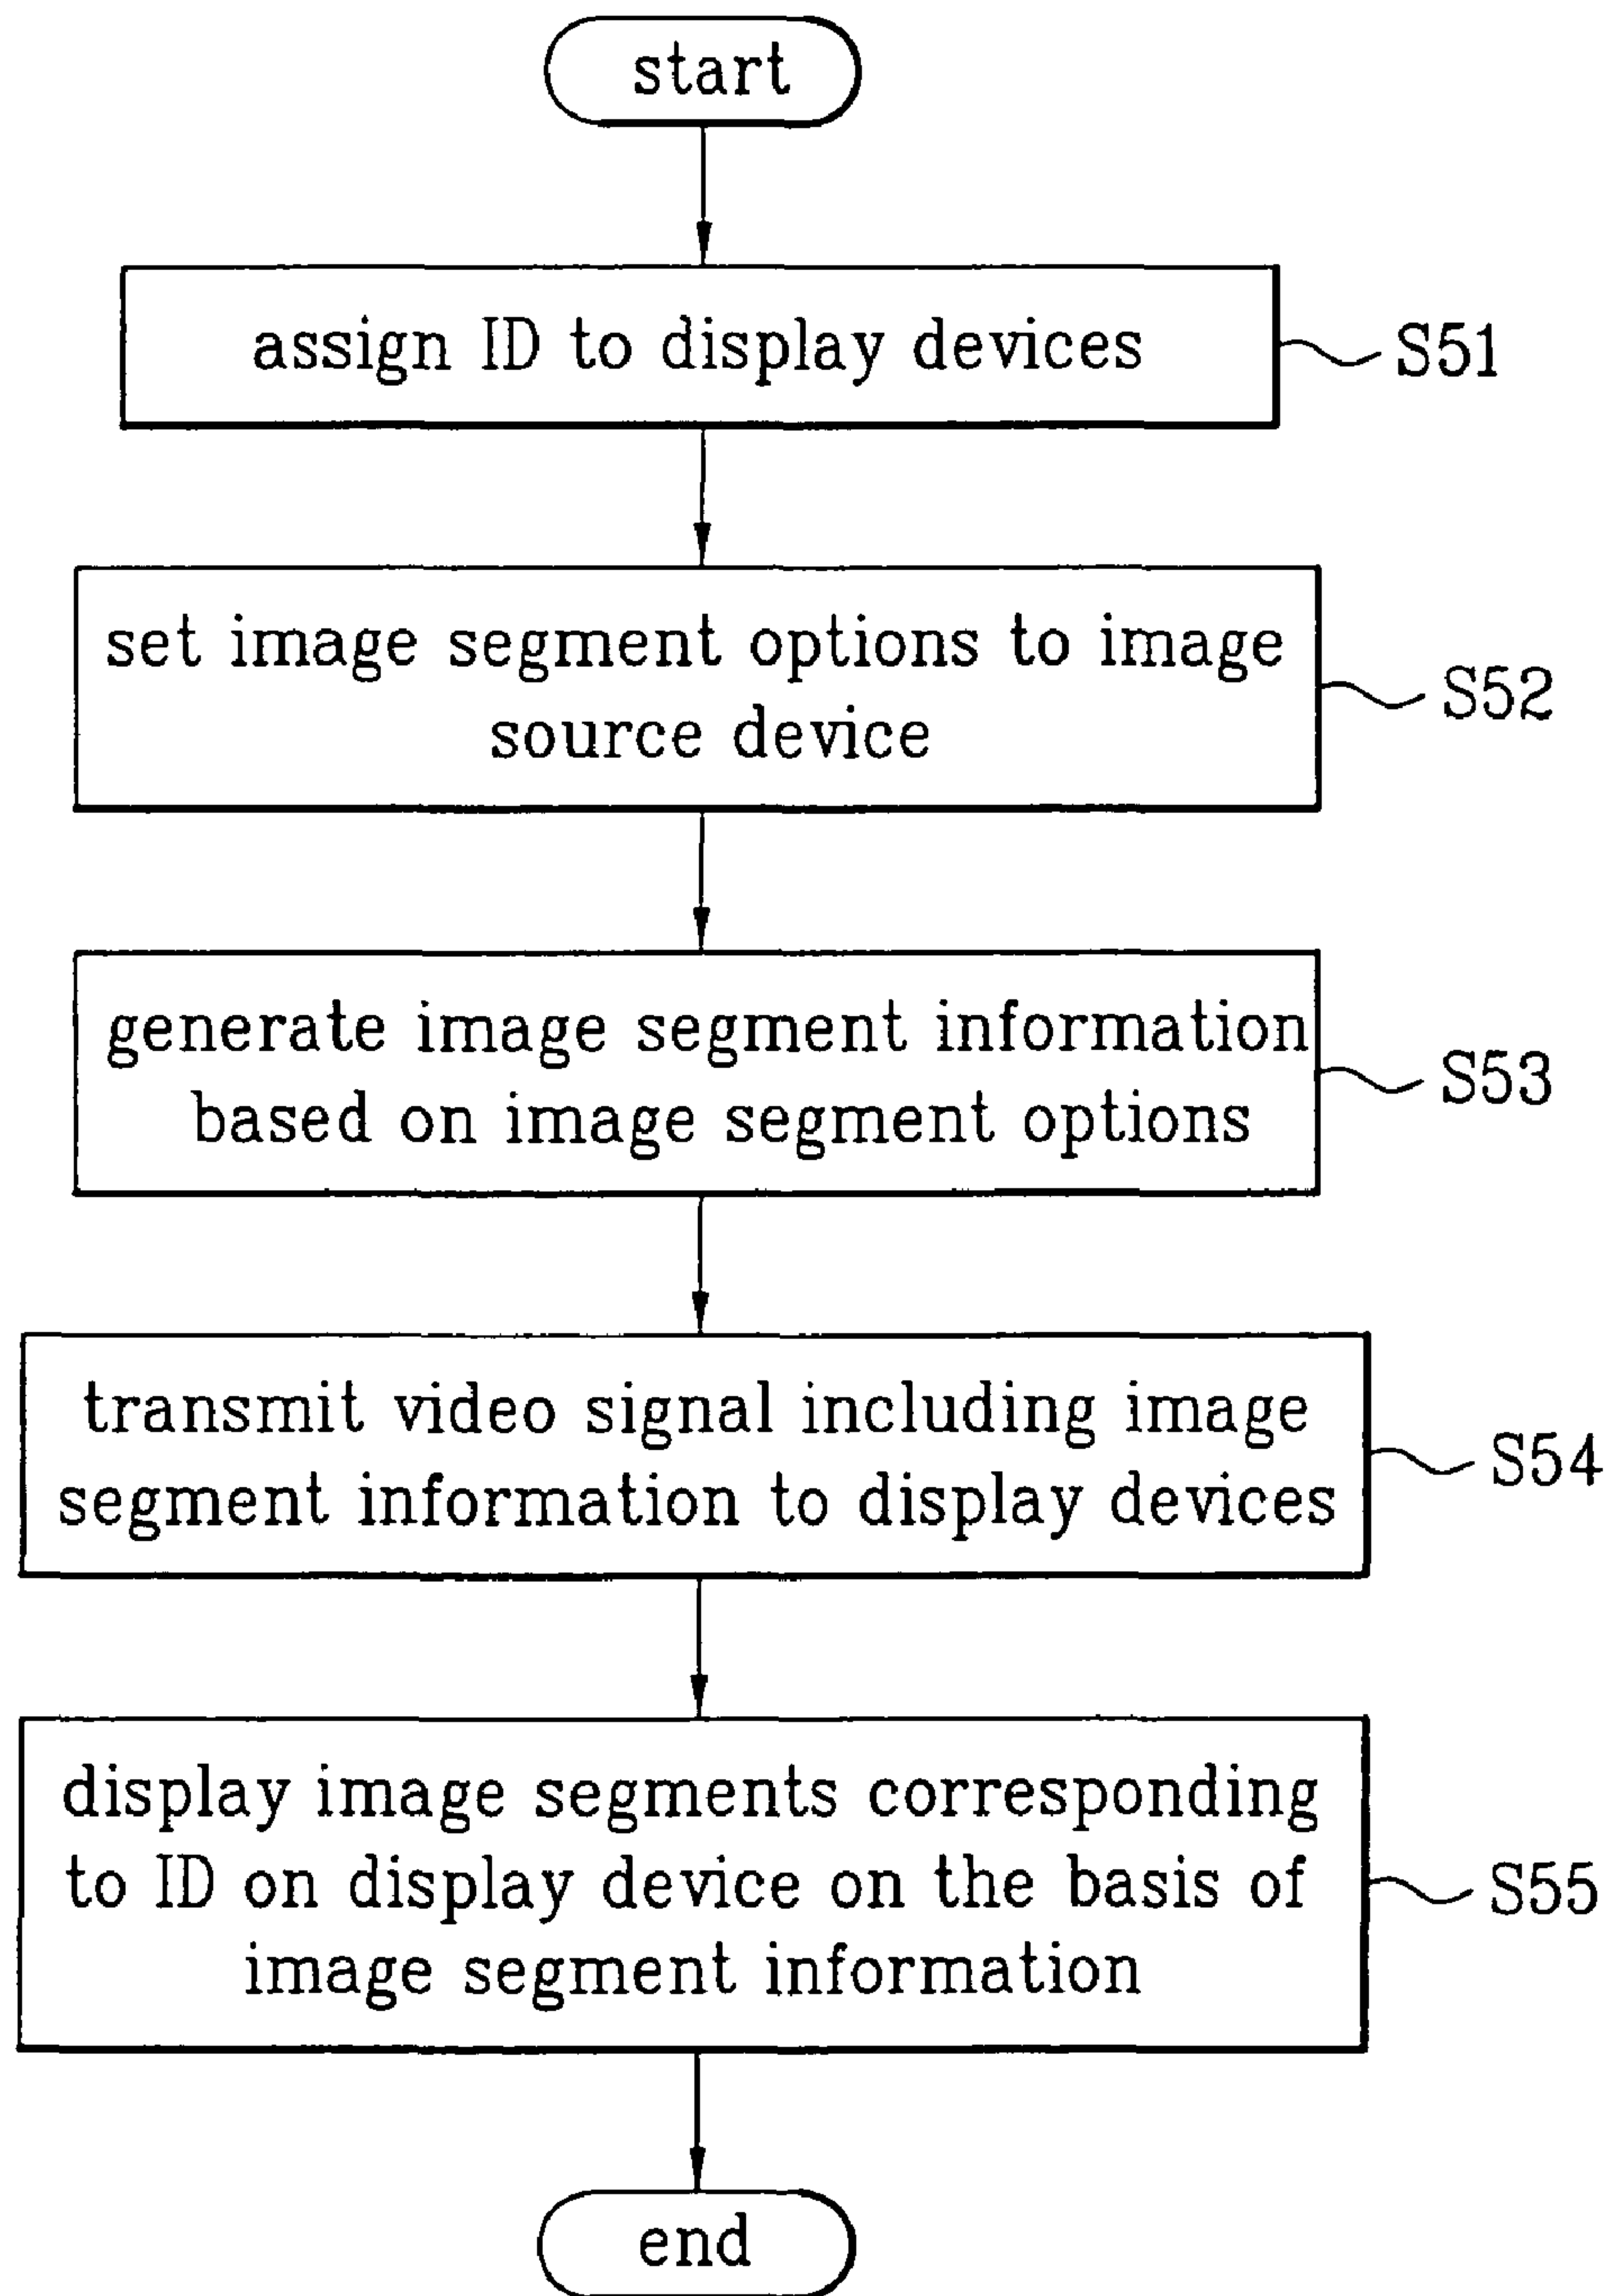 start
assign ID to display devices
S51
set image segment options to image
source device
S52
generate image segment information
based on image segment options
S53
transmit video signal including image
segment information to display devices
S54
display image segments corresponding
to ID on display device on the basis of
image segment information
S55
end